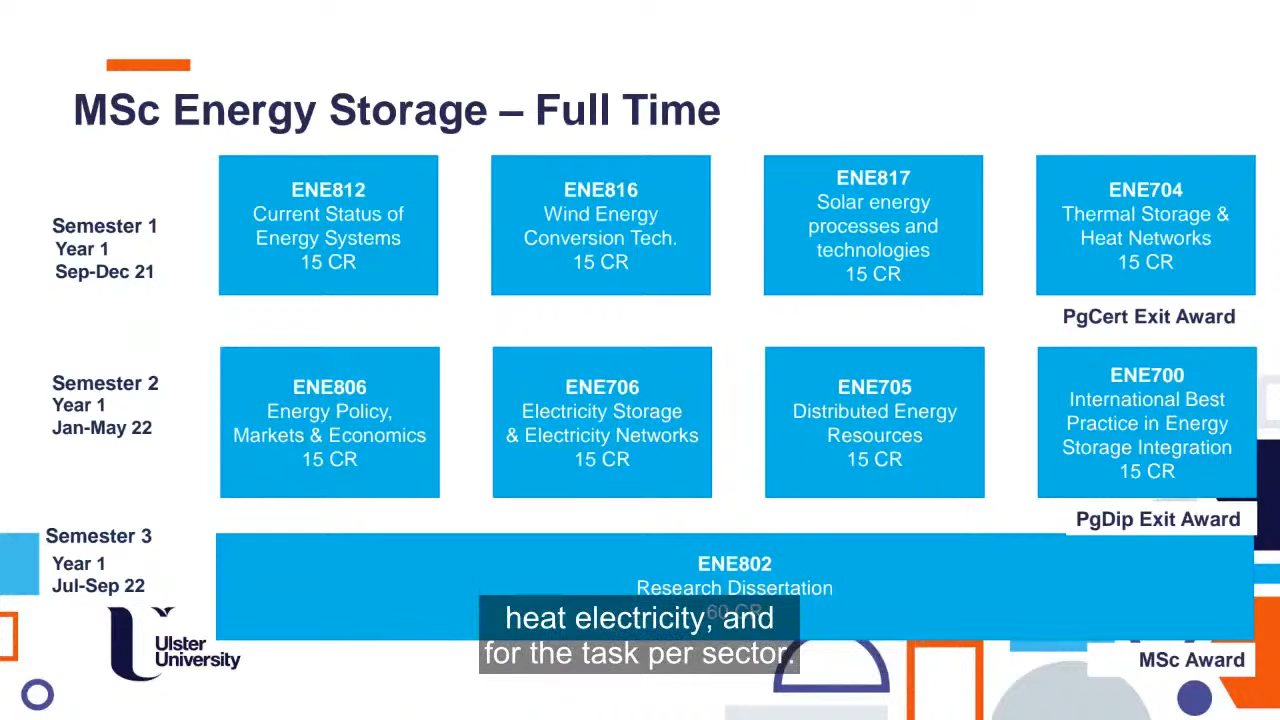 MSc Energy Storage – Full Time
Semester 1
Year 1
Sep-Dec 21
ENE812
Current Status of
Energy Systems
15 CR
ENE816
Wind Energy
Conversion Tech.
15 CR
ENE817
Solar energy
processes and
technologies
15 CR
ENE704
Thermal Storage &
Heat Networks
15 CR
PgCert Exit Award
Semester 2
Year 1
Jan-May 22
ENE806
Energy Policy,
Markets & Economics
15 CR
ENE706
Electricity Storage
& Electricity Networks
15 CR
ENE705
Distributed Energy
Resources
15 CR
ENE700
International Best
Practice in Energy
Storage Integration
15 CR
PgDip Exit Award
Semester 3
Year 1
Jul-Sep 22
ENE802
Research Dissertation
60 CR
heat electricity, and
for the task per sector.
Ulster
University
MSc Award